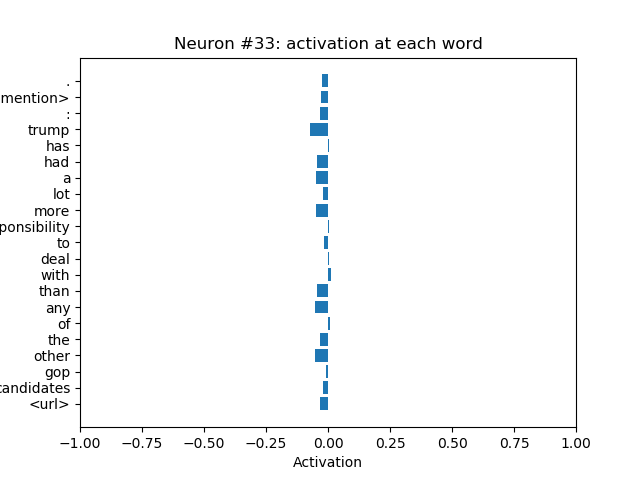 Neuron #33: activation at each word
.
mention>
:
trump
has
had
a
lot
more
ponsibility
to
deal
with
than
any
of
the
other
gop
candidates
<url>
−1.00 −0.75 −0.50 −0.25 0.00 0.25 0.50 0.75 1.00
Activation